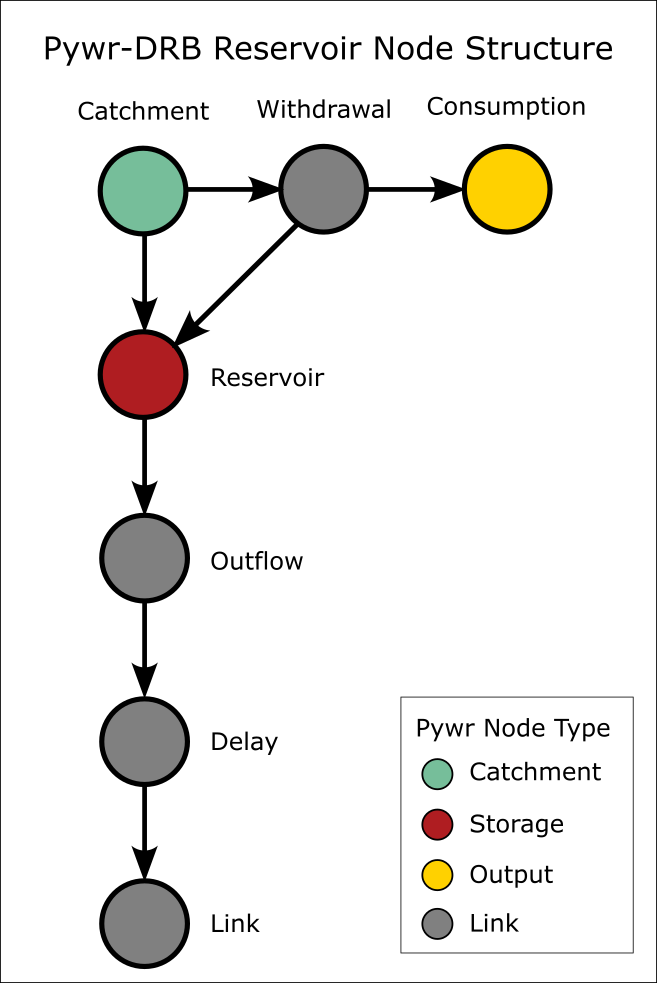 Pywr-DRB Reservoir Node Structure
Catchment
Withdrawal
Consumption
Reservoir
Outflow
Delay
Link
Pywr Node Type
Catchment
Storage
Output
Link